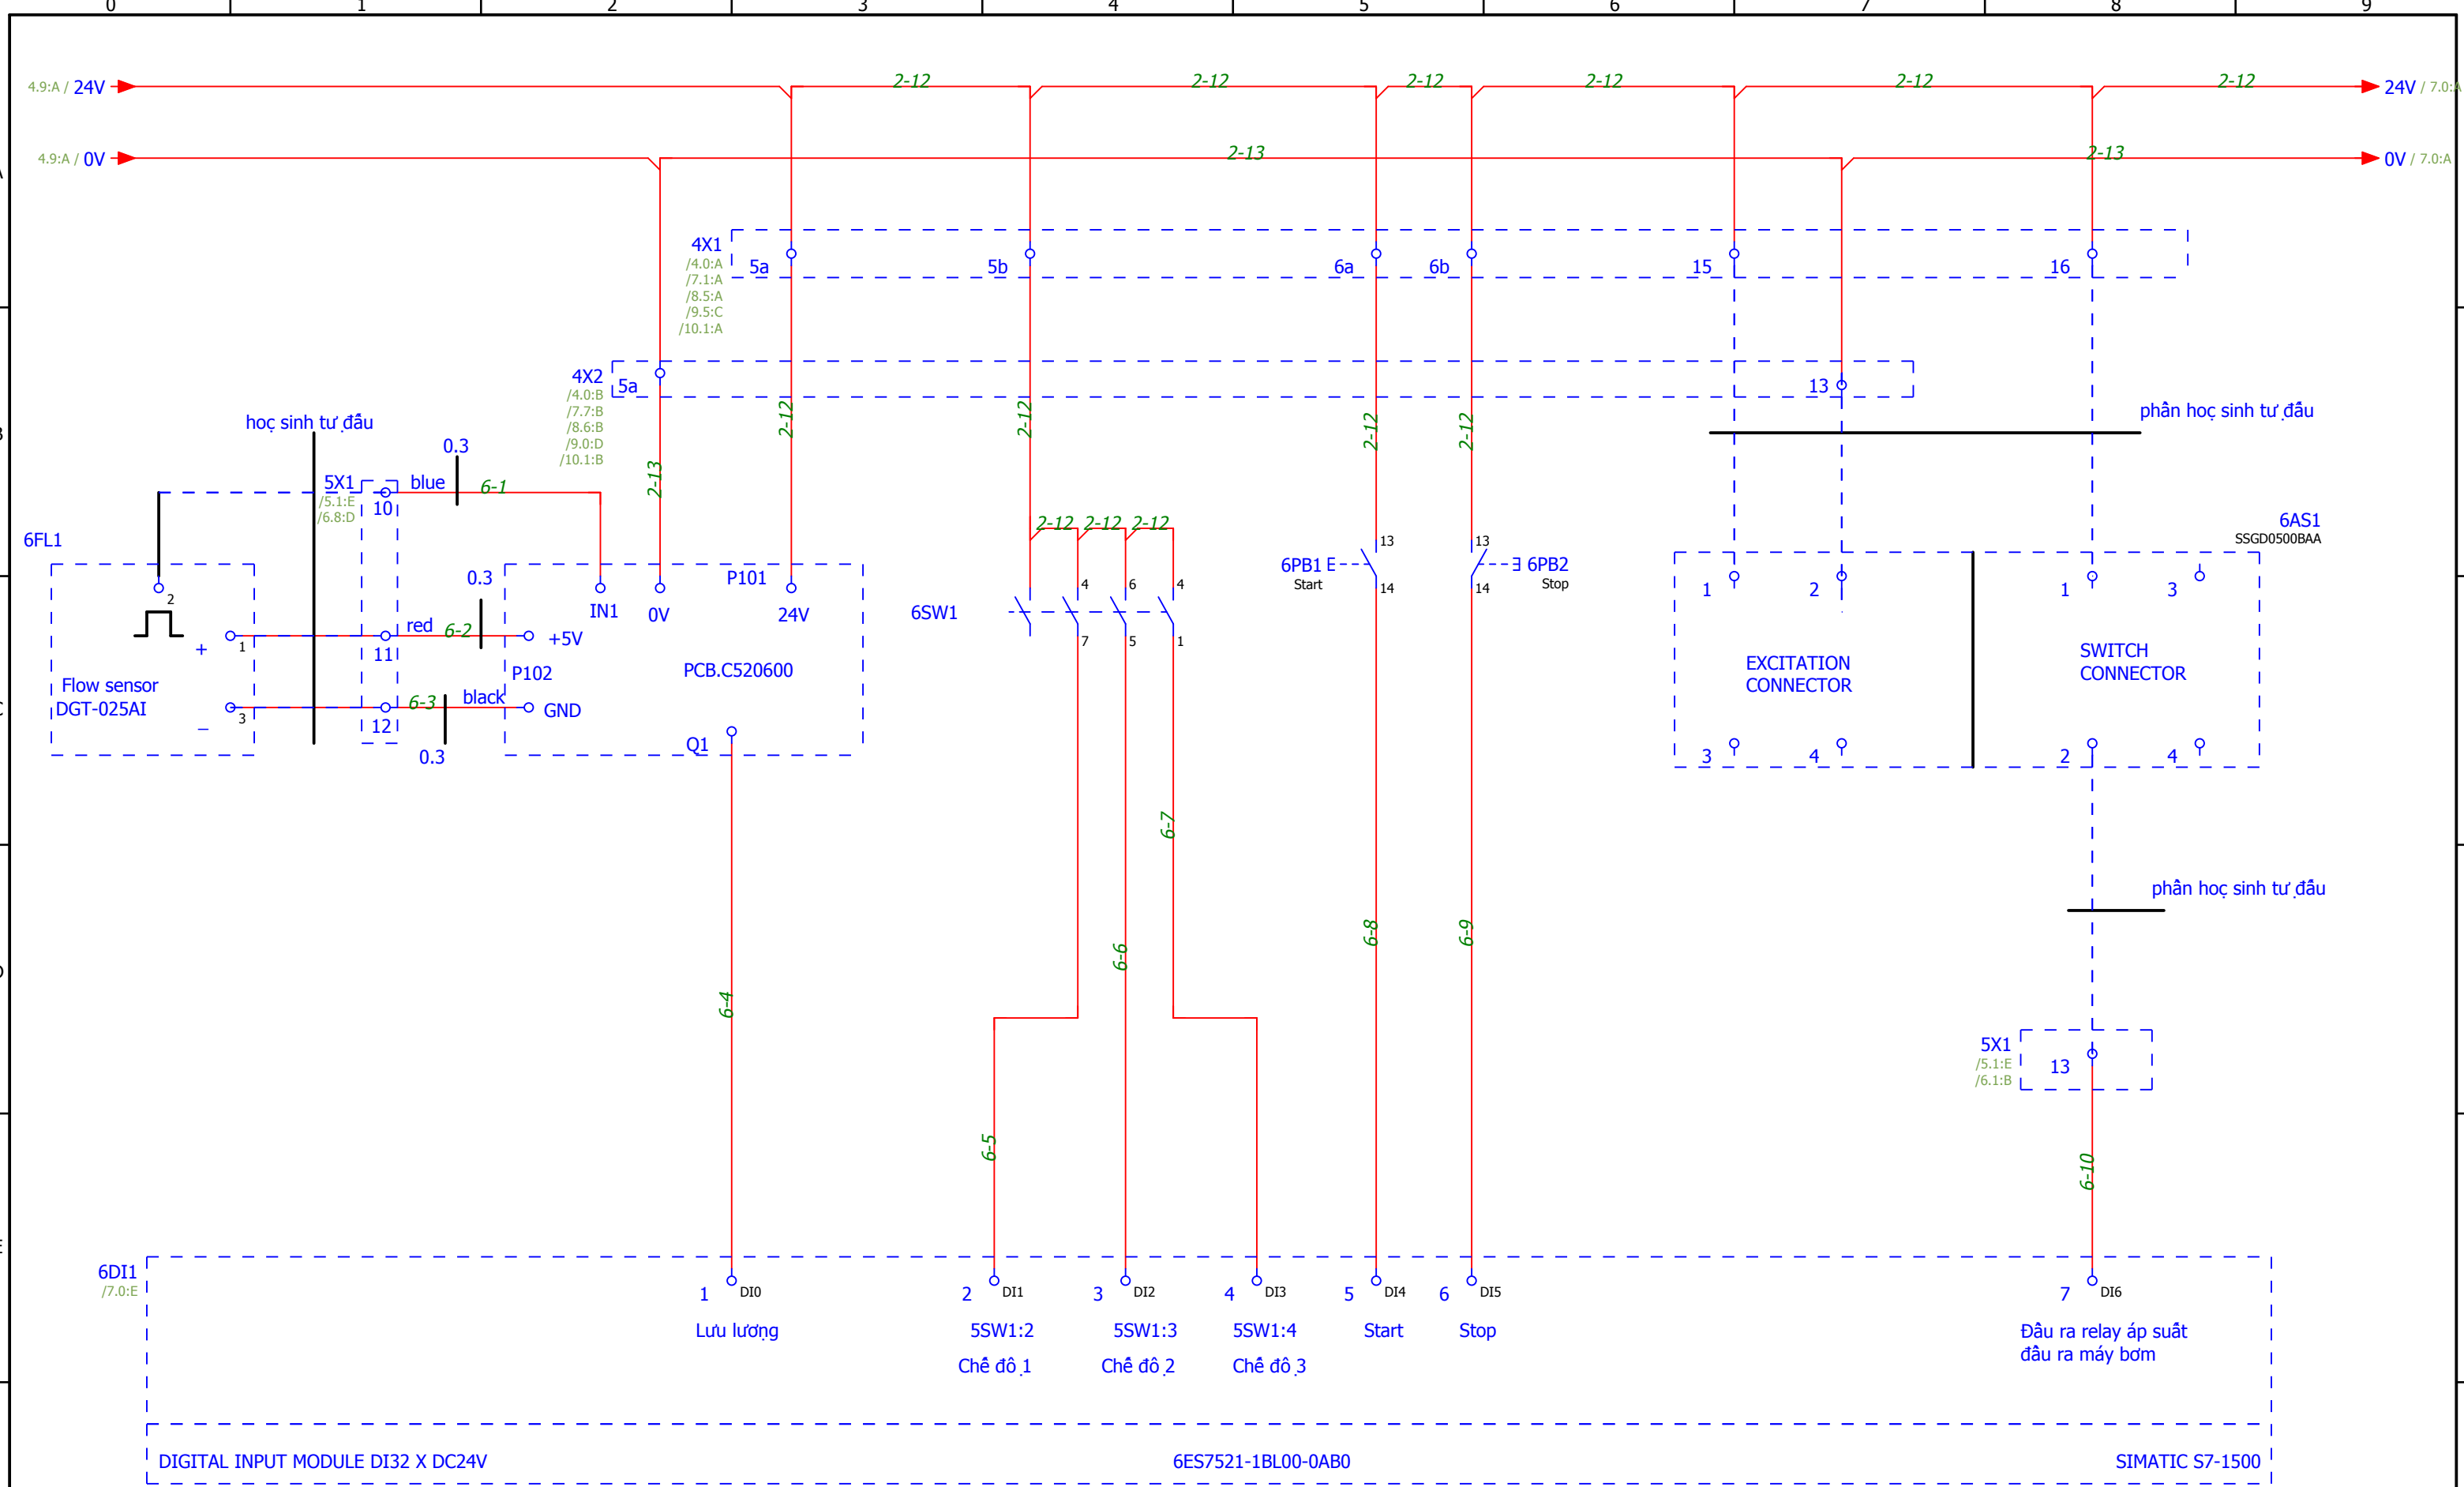 0 1 2 3 4 5 6 7 8 9
4.9:A / 24V
2-12 2-12 2-12 2-12 2-12 2-12
24V / 7.0:A
4.9:A / 0V
2-13 2-13
0V / 7.0:A
A
4X1
/4.0:A
/7.1:A
/8.5:A
/9.5:C
/10.1:A
5a 5b 6a 6b 15 16
4X2
/4.0:B
/7.7:B
/8.6:B
/9.0:D
/10.1:B
5a 13
2-13 2-12 2-12 2-12 2-12
B
học sinh tự đấu
phần học sinh tự đấu
0.3
5X1
/5.1:E
/6.8:D
10 blue 6-1
2-12 2-12 2-12
6FL1
2
+
1
Flow sensor
DGT-025AI
3
–
0.3
red 6-2
11
6-3 black
12
0.3
P101
IN1 0V 24V
+5V
P102
PCB.C520600
GND
Q1
6SW1
4 6 4
7 5 1
13
6PB1
Start
14
13
6PB2
Stop
14
6AS1
SSGD0500BAA
1 2 1 3
EXCITATION
CONNECTOR
SWITCH
CONNECTOR
3 4 2 4
C
6-7
phần học sinh tự đấu
6-4 6-6 6-8 6-9
D
5X1
/5.1:E
/6.1:B
13
6-5 6-10
E
6DI1
/7.0:E
1 DI0 2 DI1 3 DI2 4 DI3 5 DI4 6 DI5 7 DI6
Lưu lượng 5SW1:2 5SW1:3 5SW1:4 Start Stop Đầu ra relay áp suất
đầu ra máy bơm
Chế độ 1 Chế độ 2 Chế độ 3
DIGITAL INPUT MODULE DI32 X DC24V 6ES7521-1BL00-0AB0 SIMATIC S7-1500